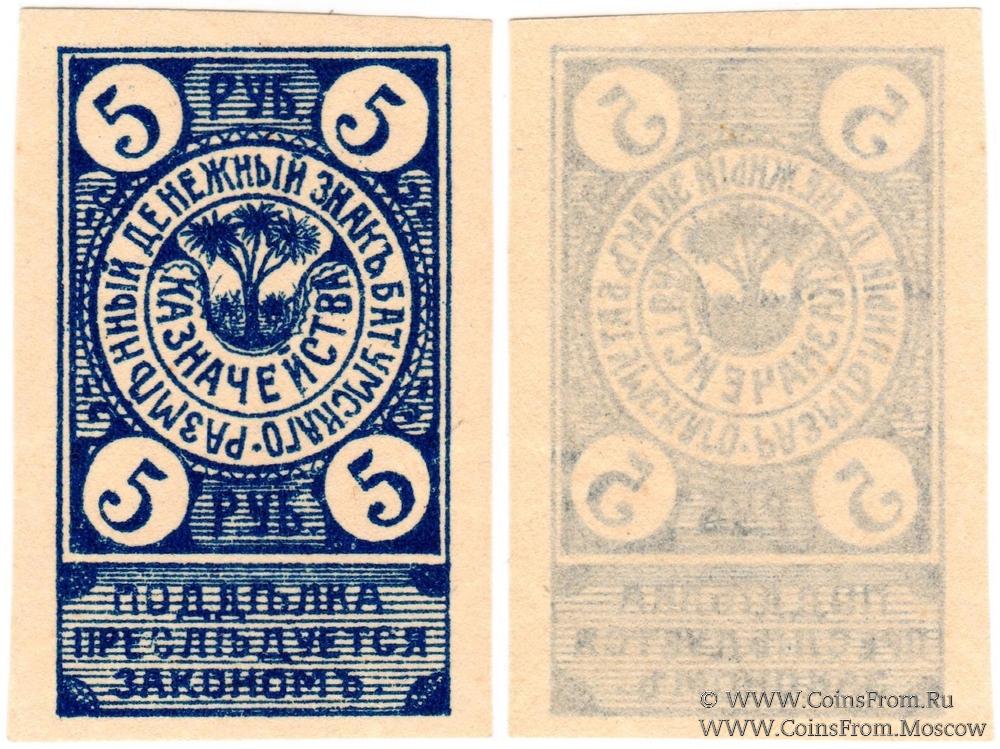 5 РУБ. 5
РАЗМѢННЫЙ ДЕНЕЖНЫЙ ЗНАКЪ БАТУМСКАГО
КАЗНАЧЕЙСТВА
5 РУБ. 5
ПОДДѢЛКА
ПРЕСЛѢДУЕТСЯ
ЗАКОНОМЪ.
© WWW.CoinsFrom.Ru
WWW.CoinsFrom.Moscow